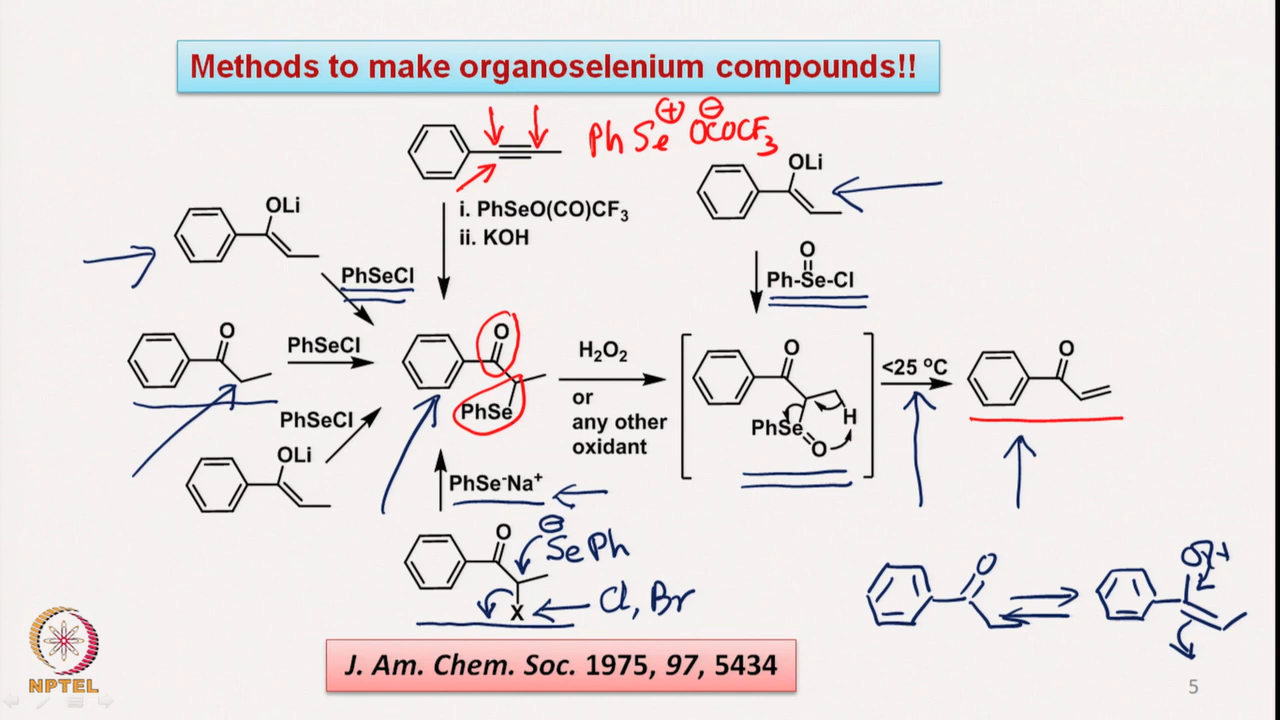 Methods to make organoselenium compounds!!
PhSe⊕ ⊖OCOCF₃
OLi
i. PhSeO(CO)CF₃
ii. KOH
OLi
PhSeCl
O
Ph-Se-Cl
O
PhSeCl
O
PhSe
H₂O₂
or
any other
oxidant
O
PhSe
H
O
<25 ºC
O
PhSeCl
OLi
PhSe⁻Na⁺
O
⊖
SePh
X
Cl, Br
O
J. Am. Chem. Soc. 1975, 97, 5434
NPTEL
5